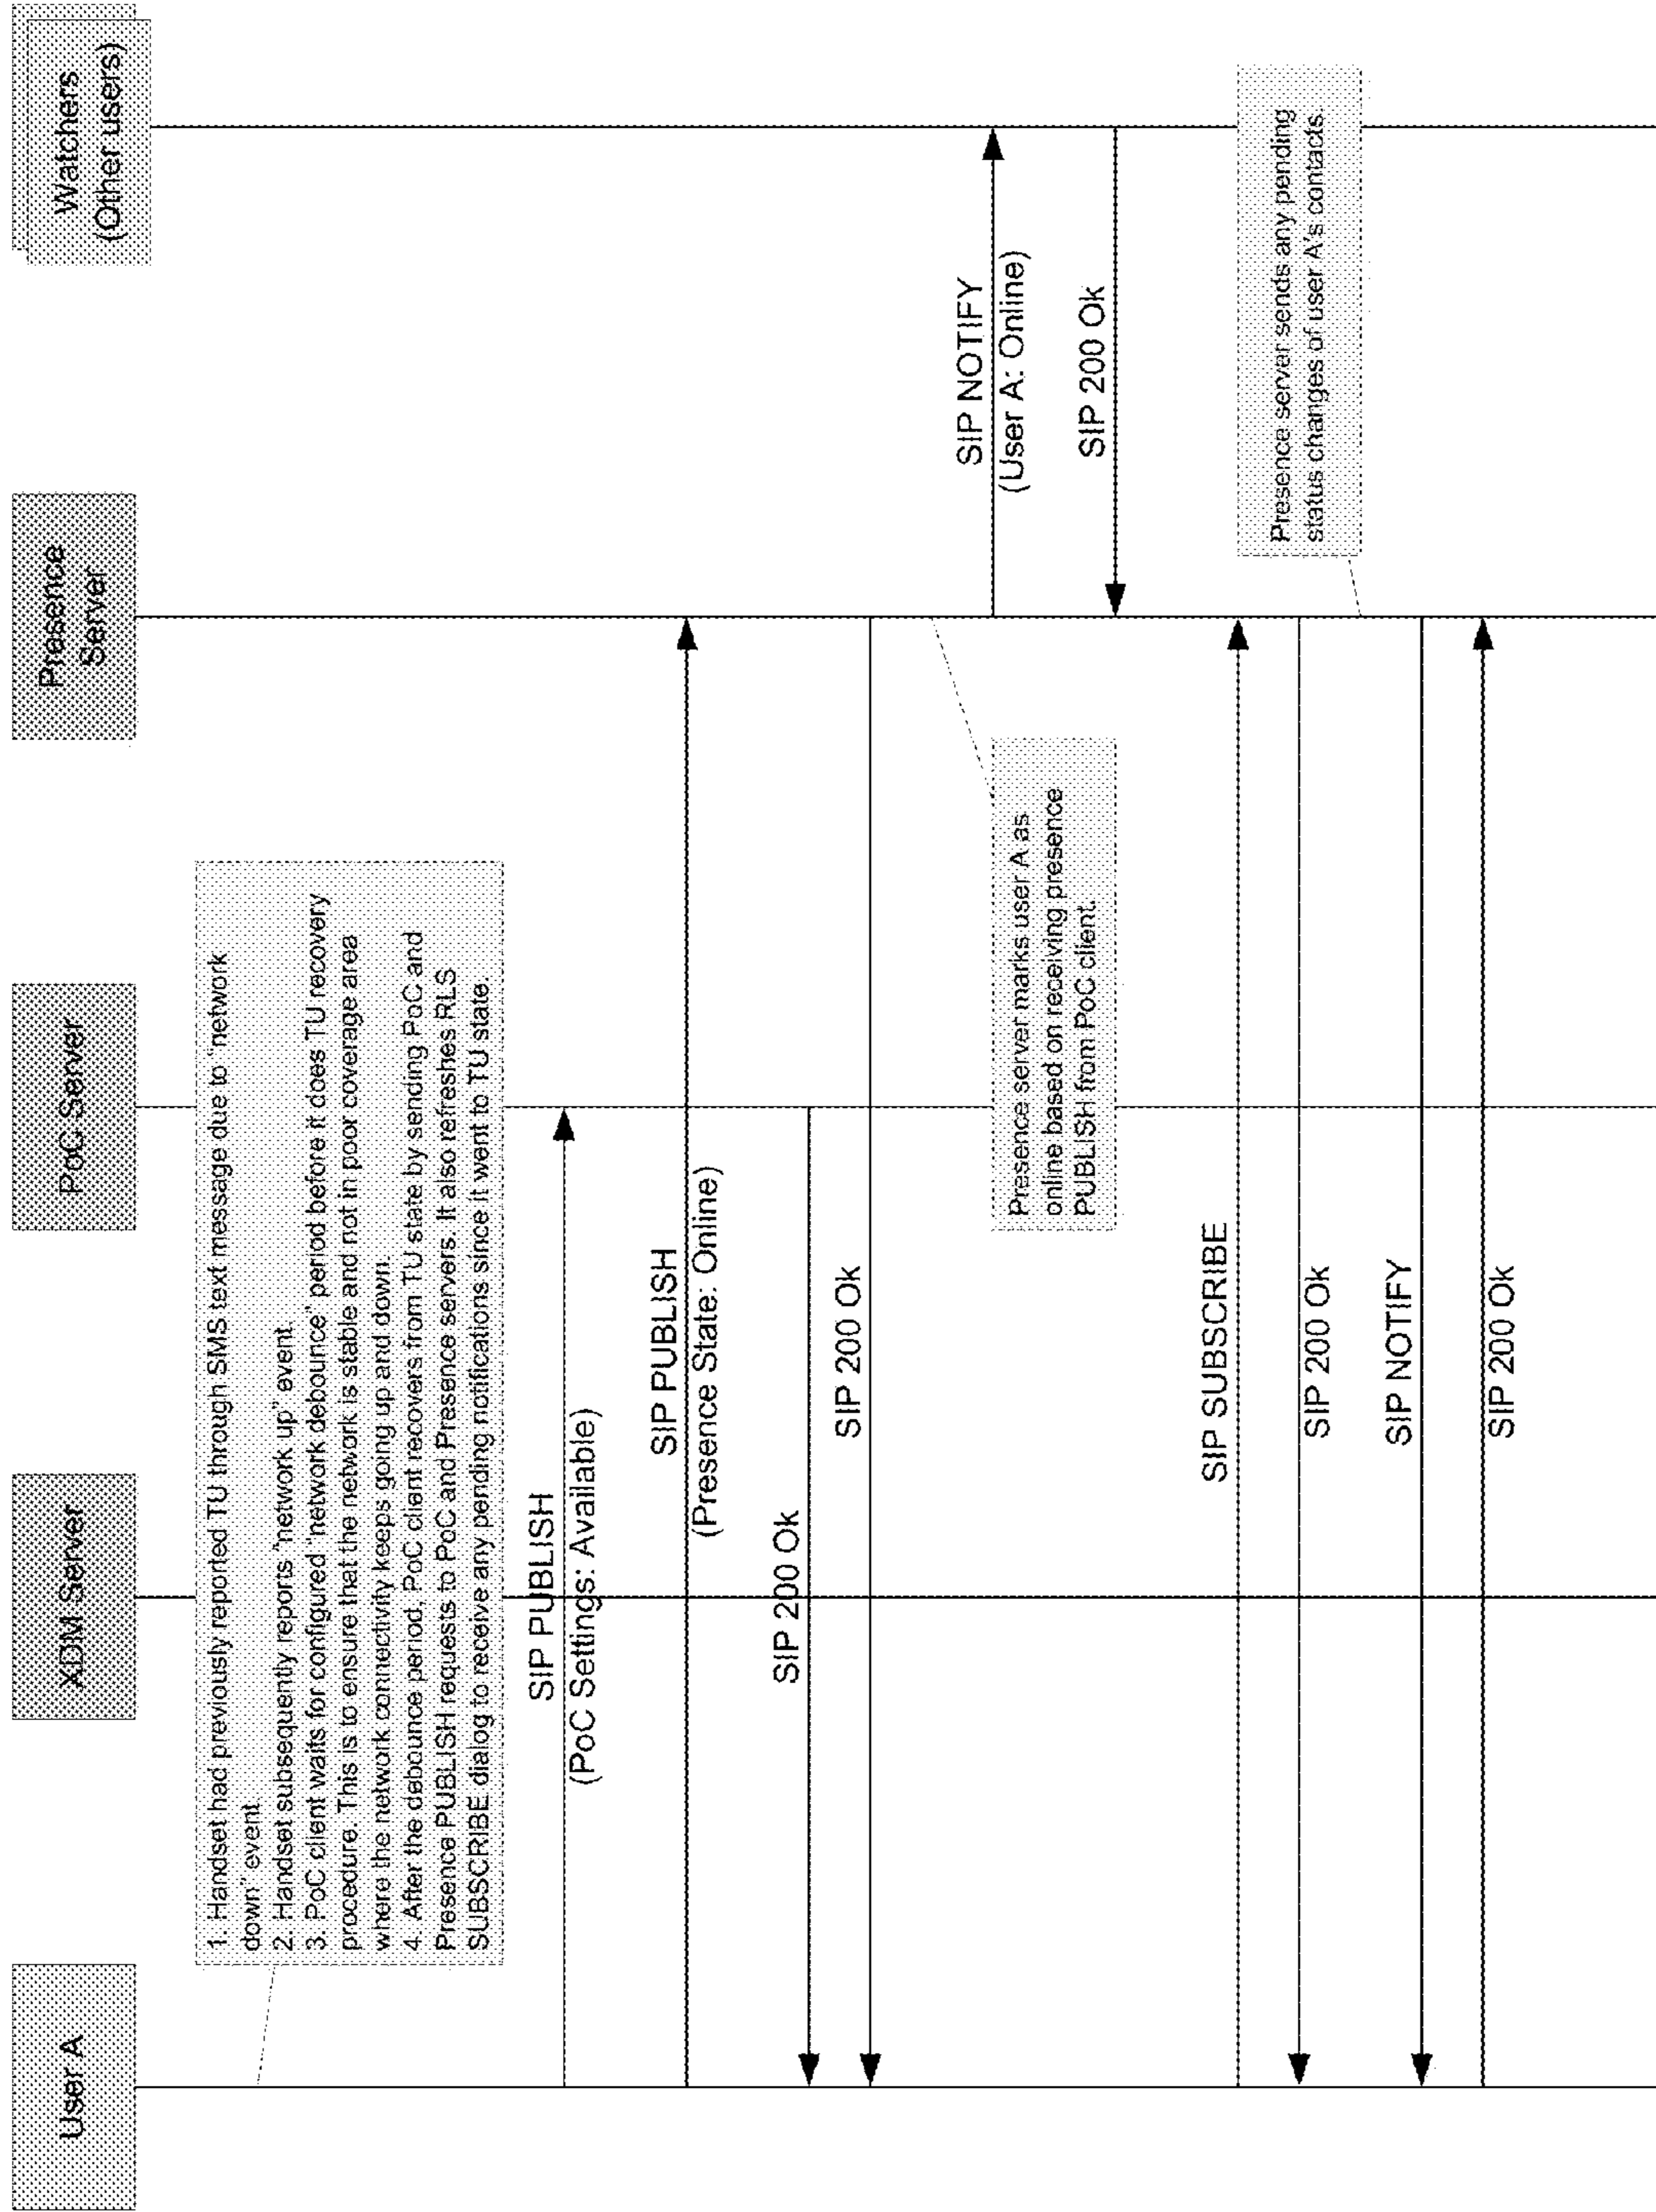 User A
XDM Server
PoC Server
Presence
Server
Watchers
(Other users)
1. Handset had previously reported TU through SMS text message due to "network
down" event
2. Handset subsequently reports "network up" event.
3. PoC client waits for configured "network debounce" period before it does TU recovery
procedure. This is to ensure that the network is stable and not in poor coverage area
where the network connectivity keeps going up and down.
4. After the debounce period, PoC client recovers from TU state by sending PoC and
Presence PUBLISH requests to PoC and Presence servers. It also refreshes RLS
SUBSCRIBE dialog to receive any pending notifications since it went to TU state.
SIP PUBLISH
(PoC Settings: Available)
SIP PUBLISH
(Presence State: Online)
SIP 200 Ok
SIP 200 Ok
SIP NOTIFY
(User A: Online)
Presence server marks user A as
online based on receiving presence
PUBLISH from PoC client.
SIP 200 Ok
SIP SUBSCRIBE
Presence server sends any pending
status changes of user A's contacts.
SIP 200 Ok
SIP NOTIFY
SIP 200 Ok